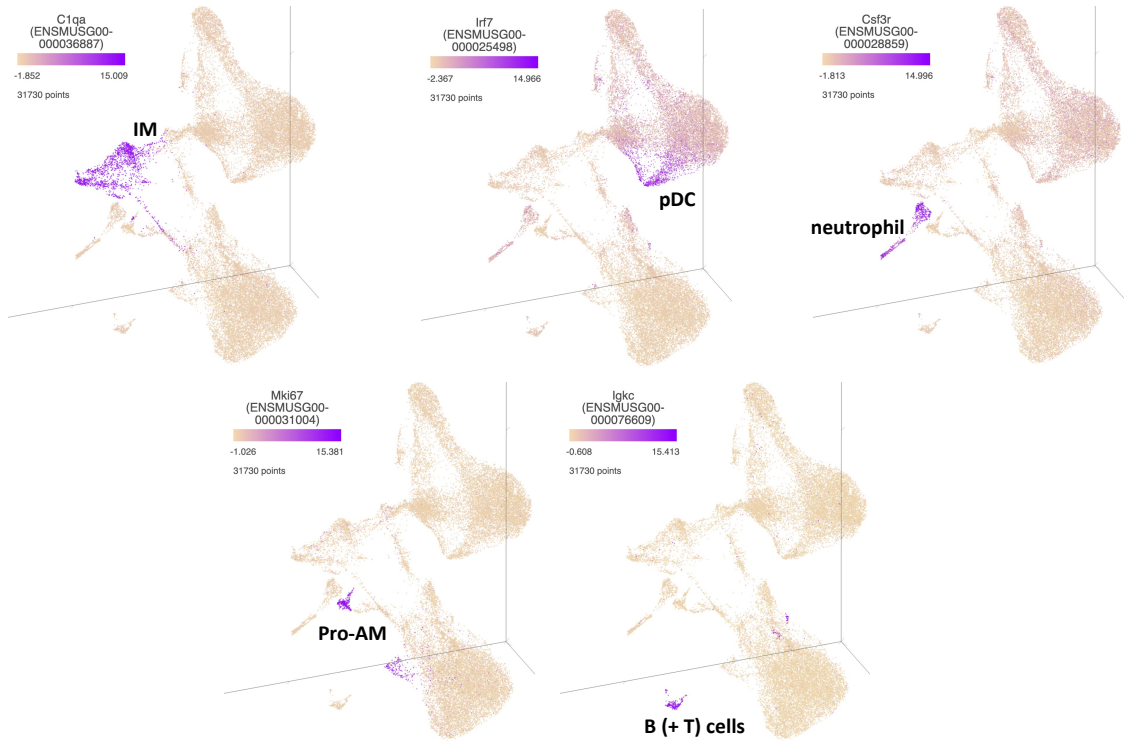 C1qa
(ENSMUSG00-
000036887)
-1.852 15.009
31730 points
IM
Irf7
(ENSMUSG00-
000025498)
-2.367 14.966
31730 points
pDC
Csf3r
(ENSMUSG00-
000028859)
-1.813 14.996
31730 points
neutrophil
Mki67
(ENSMUSG00-
000031004)
-1.026 15.381
31730 points
Pro-AM
Igkc
(ENSMUSG00-
000076609)
-0.608 15.413
31730 points
B (+ T) cells